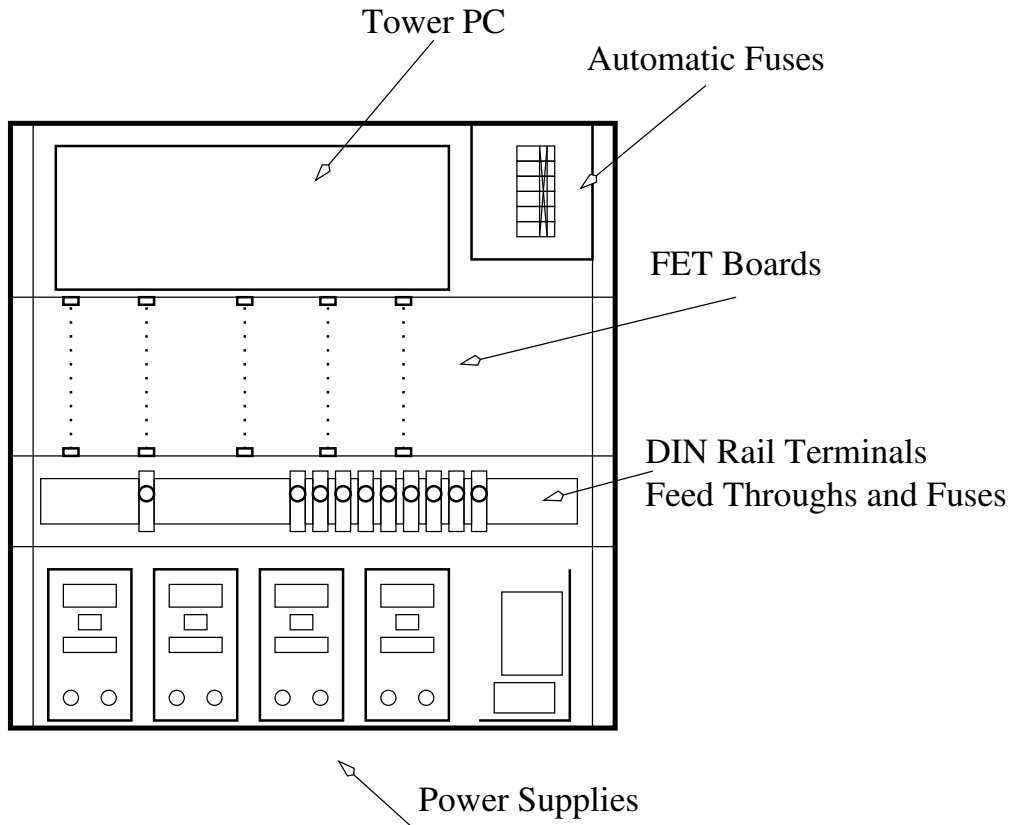 Tower PC
Automatic Fuses
FET Boards
DIN Rail Terminals
Feed Throughs and Fuses
Power Supplies